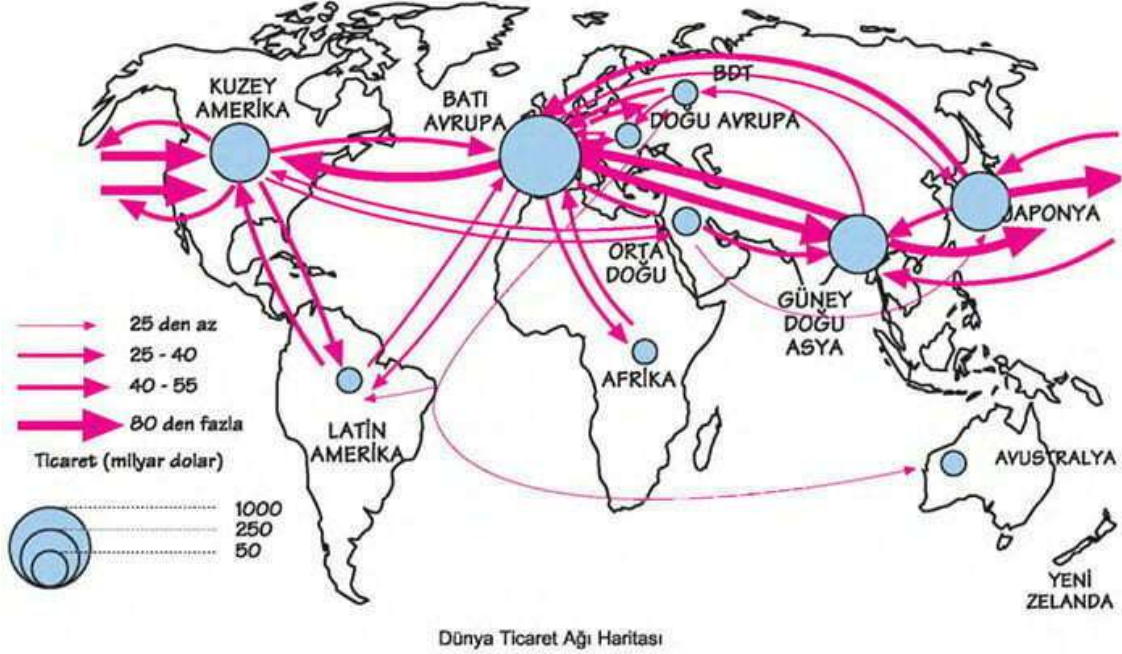 KUZEY
AMERİKA
BATI
AVRUPA
BDT
DOĞU AVRUPA
JAPONYA
ORTA
DOĞU
GÜNEY
DOĞU
ASYA
AFRİKA
LATİN
AMERİKA
AVUSTRALYA
YENİ
ZELANDA
25 den az
25 - 40
40 - 55
80 den fazla
Ticaret (milyar dolar)
1000
250
50
Dünya Ticaret Ağı Haritası